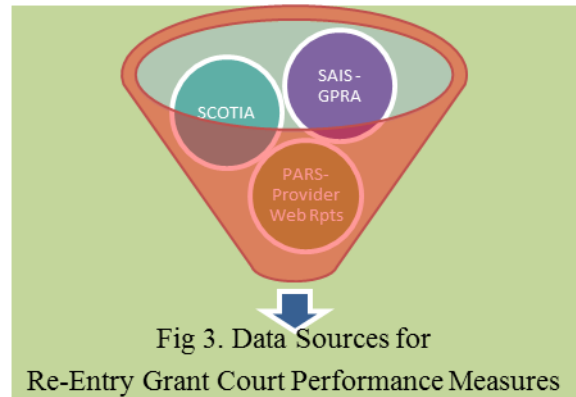 SAIS -
GPRA
SCOTIA
PARS-
Provider
Web Rpts
Fig 3. Data Sources for
Re-Entry Grant Court Performance Measures